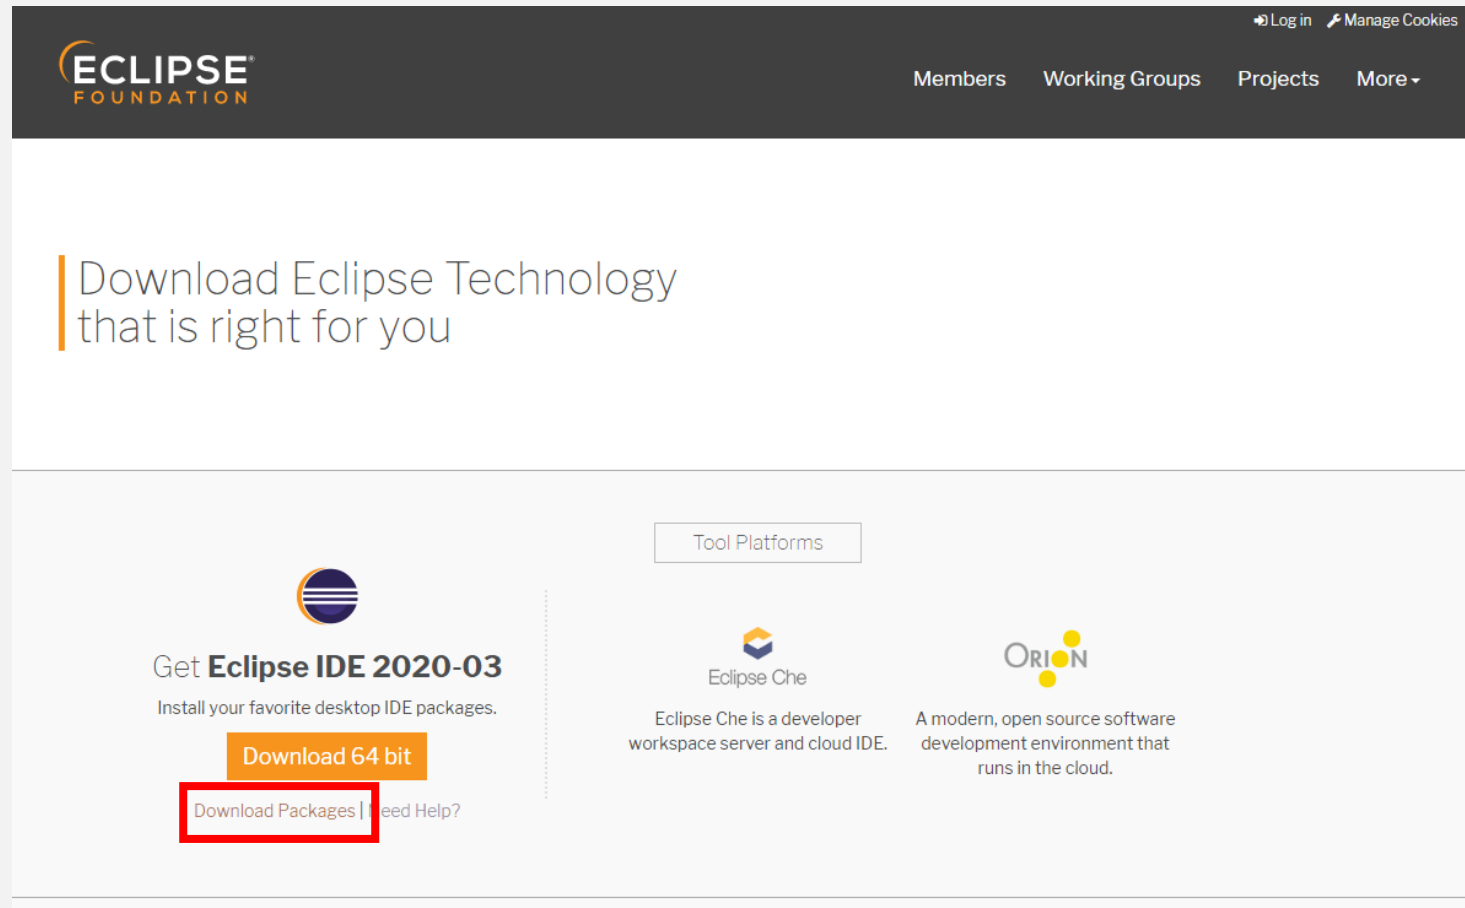 Log in Manage Cookies
ECLIPSE®
FOUNDATION
Members Working Groups Projects More
Download Eclipse Technology
that is right for you
Tool Platforms
Get Eclipse IDE 2020-03
Install your favorite desktop IDE packages.
Download 64 bit
Download Packages | eed Help?
Eclipse Che
Eclipse Che is a developer
workspace server and cloud IDE.
ORION
A modern, open source software
development environment that
runs in the cloud.